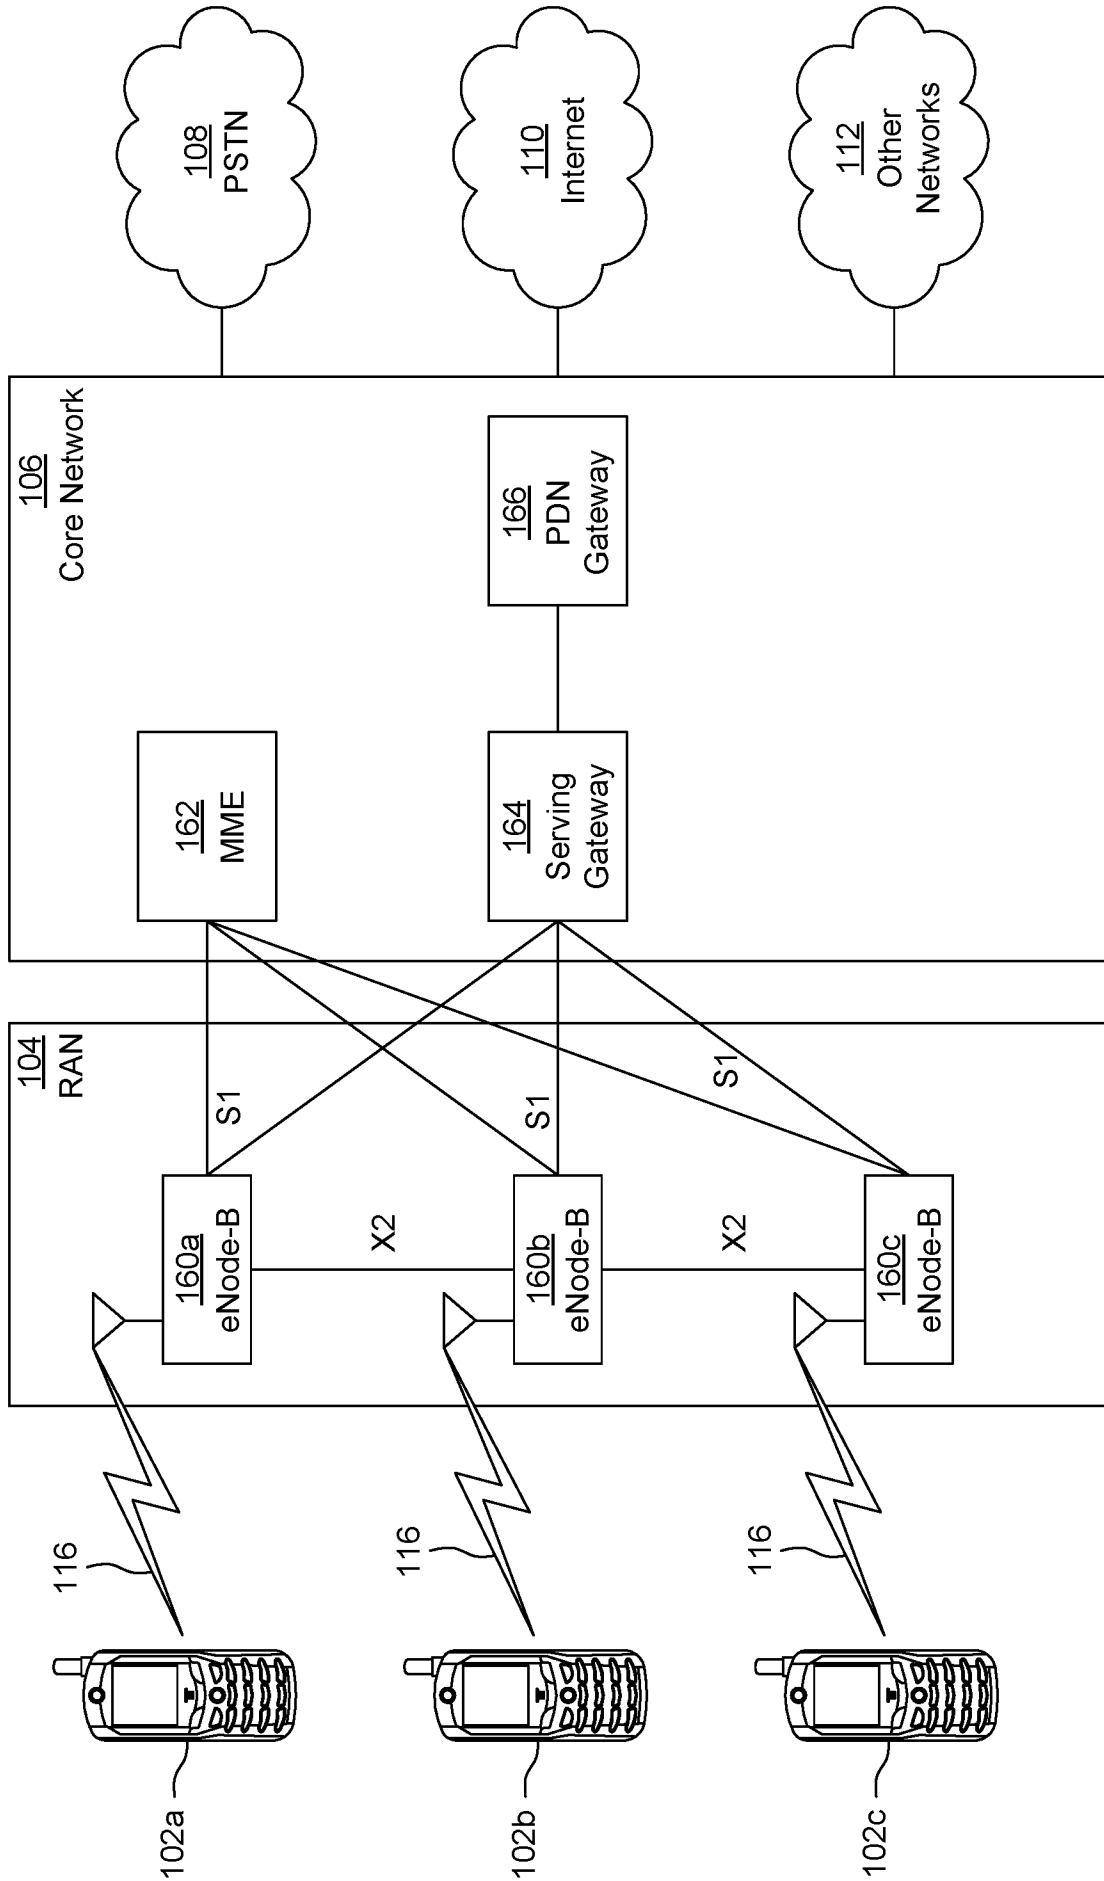 102a
116
160a
eNode-B
S1
104
RAN
X2
102b
116
160b
eNode-B
S1
X2
102c
116
160c
eNode-B
S1
106
Core Network
162
MME
164
Serving
Gateway
166
PDN
Gateway
108
PSTN
110
Internet
112
Other
Networks